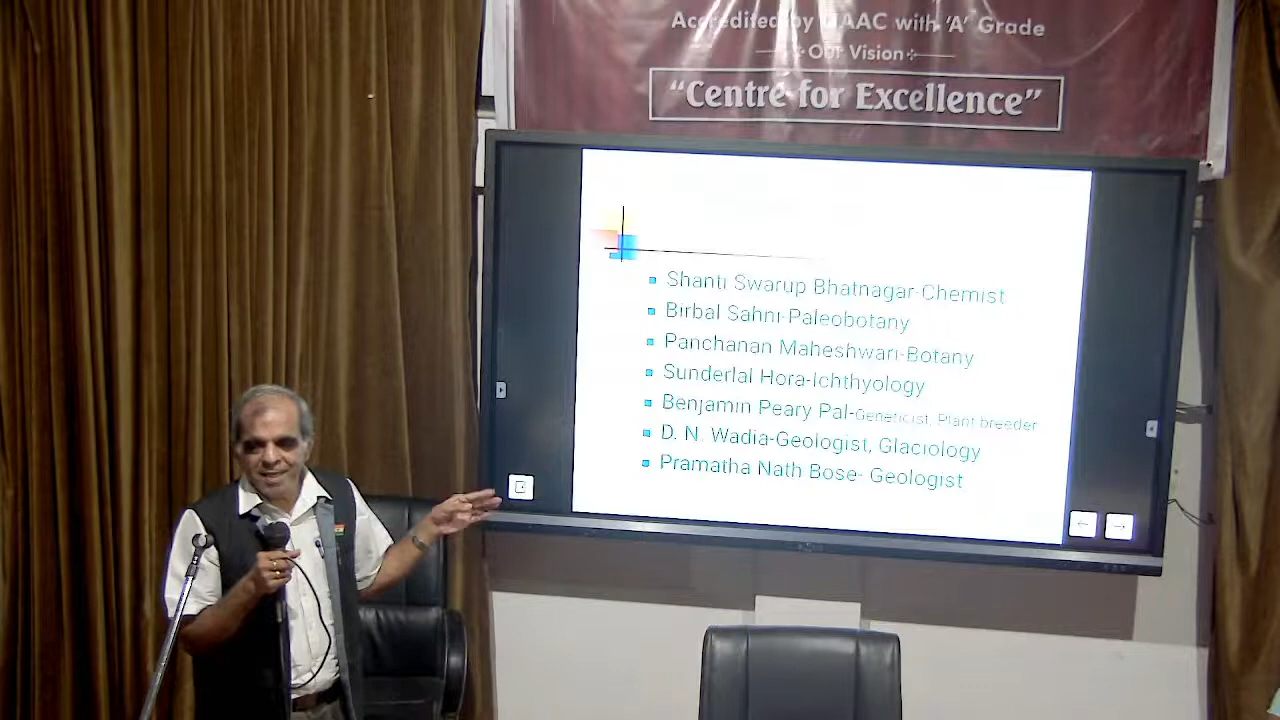 Accredited by NAAC with 'A' Grade
Our Vision
"Centre for Excellence"
Shanti Swarup Bhatnagar-Chemist
Birbal Sahni-Paleobotany
Panchanan Maheshwari-Botany
Sunderlal Hora-Ichthyology
Benjamin Peary Pal-Geneticist, Plant breeder
D. N. Wadia-Geologist, Glaciology
Pramatha Nath Bose- Geologist